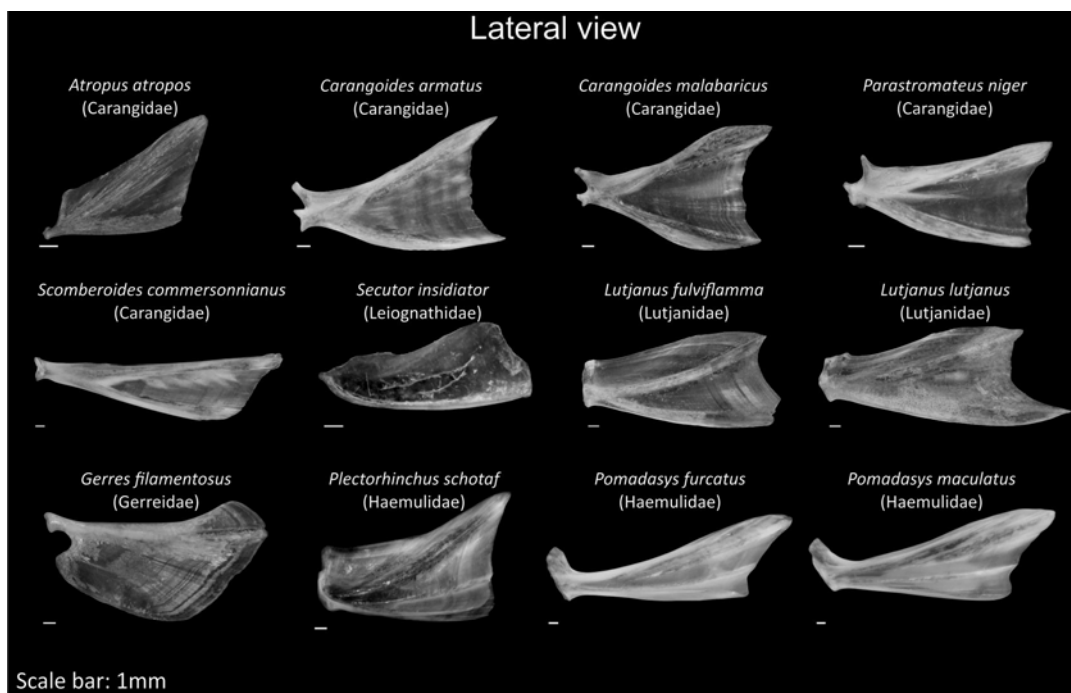 Lateral view
Atropus atropos
(Carangidae)
Carangoides armatus
(Carangidae)
Carangoides malabaricus
(Carangidae)
Parastromateus niger
(Carangidae)
Scomberoides commersonnianus
(Carangidae)
Secutor insidiator
(Leiognathidae)
Lutjanus fulviflamma
(Lutjanidae)
Lutjanus lutjanus
(Lutjanidae)
Gerres filamentosus
(Gerreidae)
Plectorhinchus schotaf
(Haemulidae)
Pomadasys furcatus
(Haemulidae)
Pomadasys maculatus
(Haemulidae)
Scale bar: 1mm